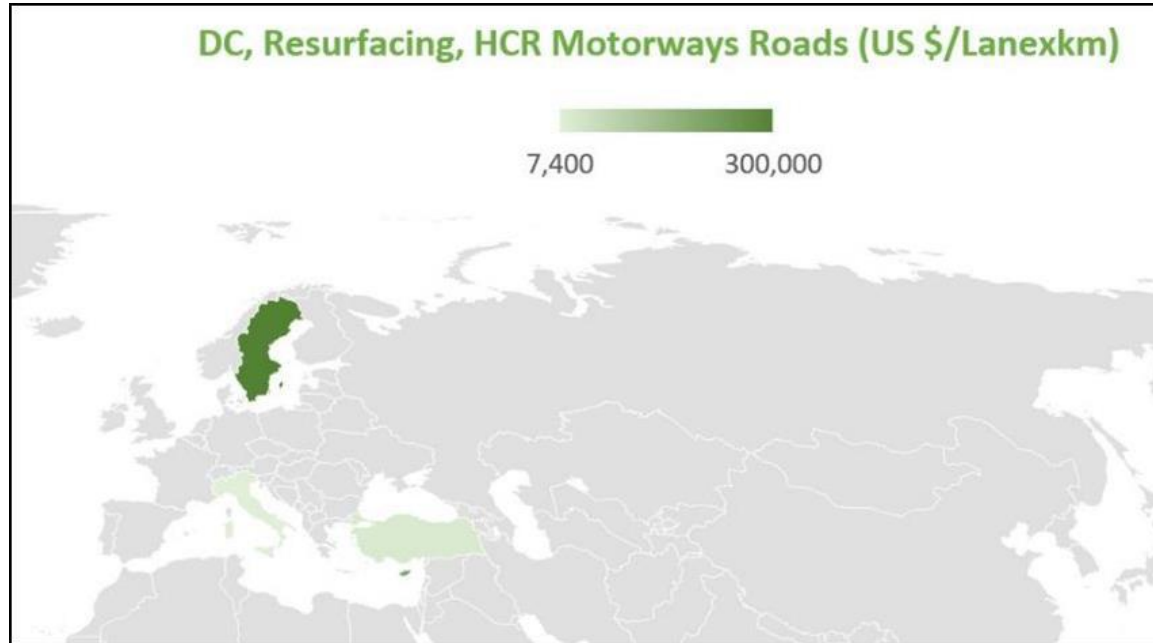 DC, Resurfacing, HCR Motorways Roads (US $/Lanexkm)
7,400 300,000